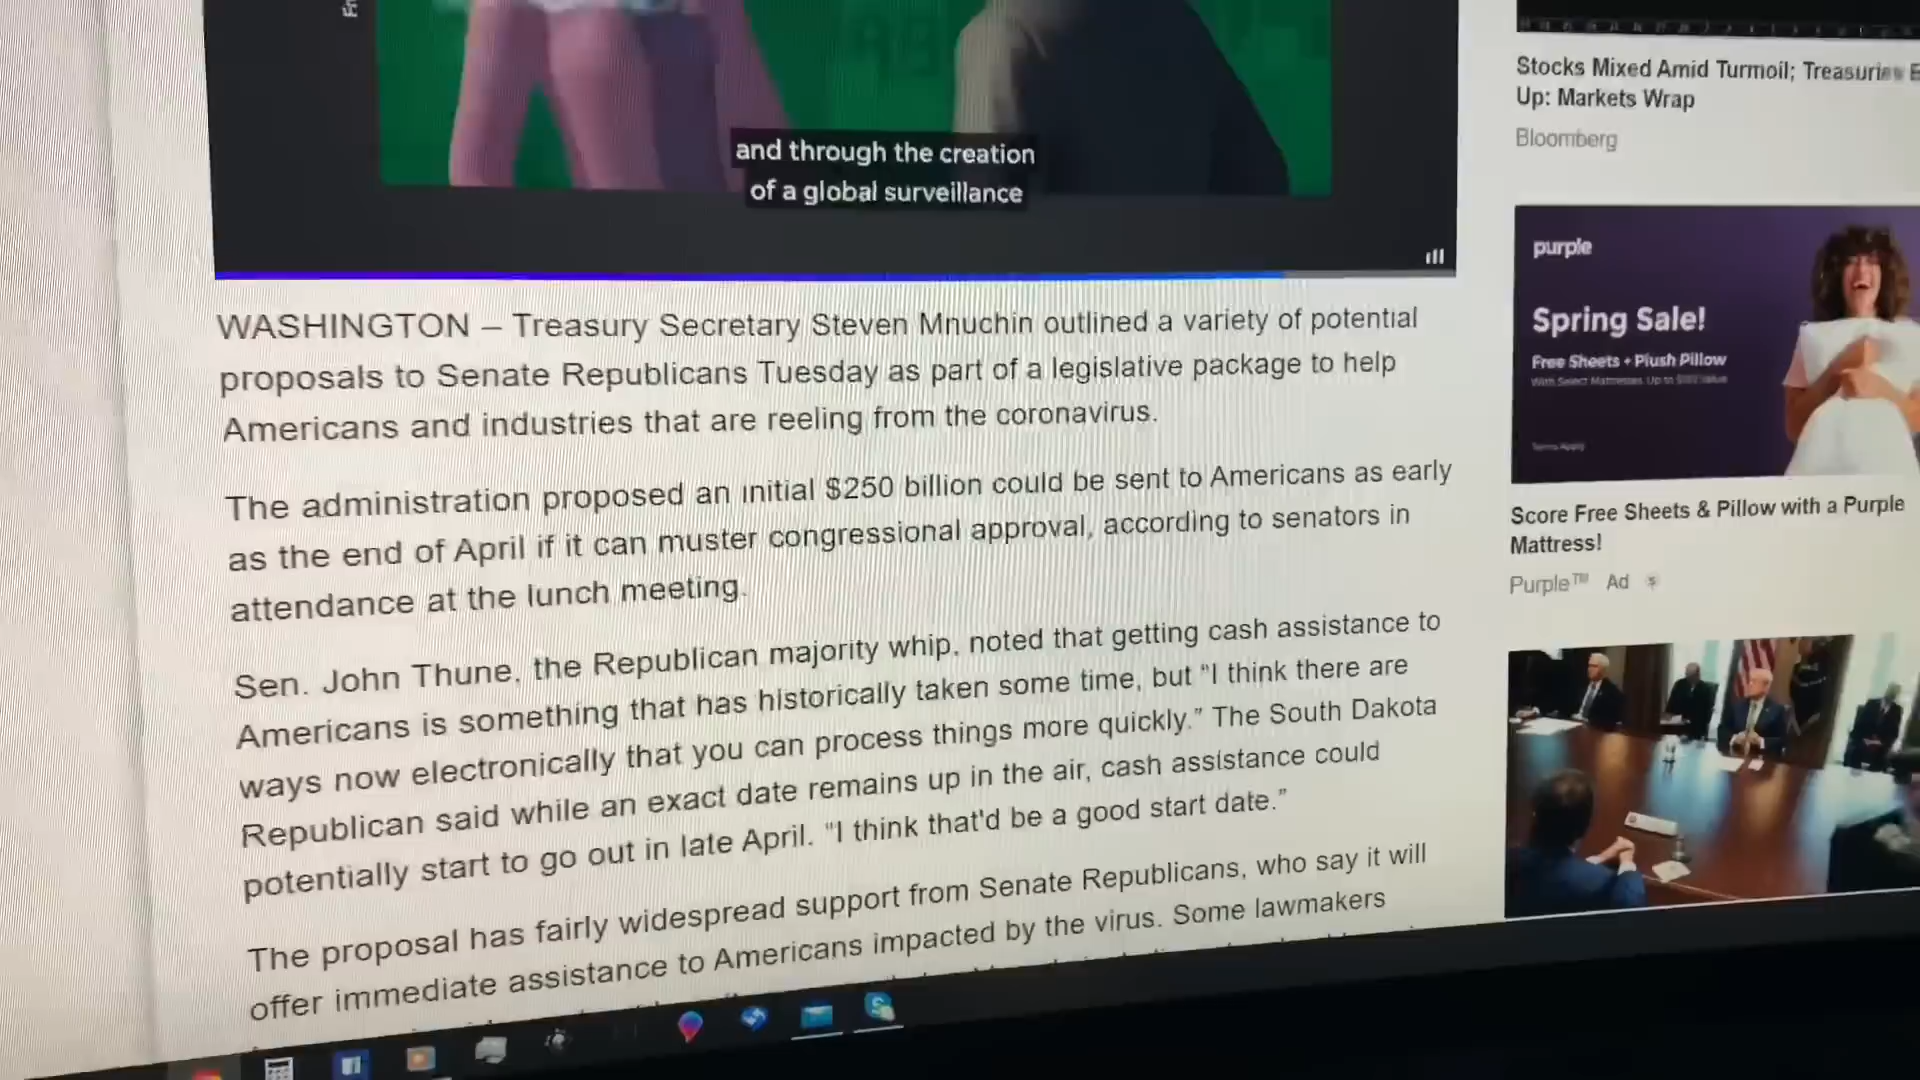 and through the creation
of a global surveillance
WASHINGTON – Treasury Secretary Steven Mnuchin outlined a variety of potential
proposals to Senate Republicans Tuesday as part of a legislative package to help
Americans and industries that are reeling from the coronavirus.
The administration proposed an initial $250 billion could be sent to Americans as early
as the end of April if it can muster congressional approval, according to senators in
attendance at the lunch meeting.
Sen. John Thune, the Republican majority whip, noted that getting cash assistance to
Americans is something that has historically taken some time, but “I think there are
ways now electronically that you can process things more quickly.” The South Dakota
Republican said while an exact date remains up in the air, cash assistance could
potentially start to go out in late April. “I think that'd be a good start date.”
The proposal has fairly widespread support from Senate Republicans, who say it will
offer immediate assistance to Americans impacted by the virus. Some lawmakers
Stocks Mixed Amid Turmoil; Treasuries
Up: Markets Wrap
Bloomberg
purple
Spring Sale!
Free Sheets + Plush Pillow
With Select Mattresses. Up to
Terms Apply
Score Free Sheets & Pillow with a Purple
Mattress!
Purple™ Ad